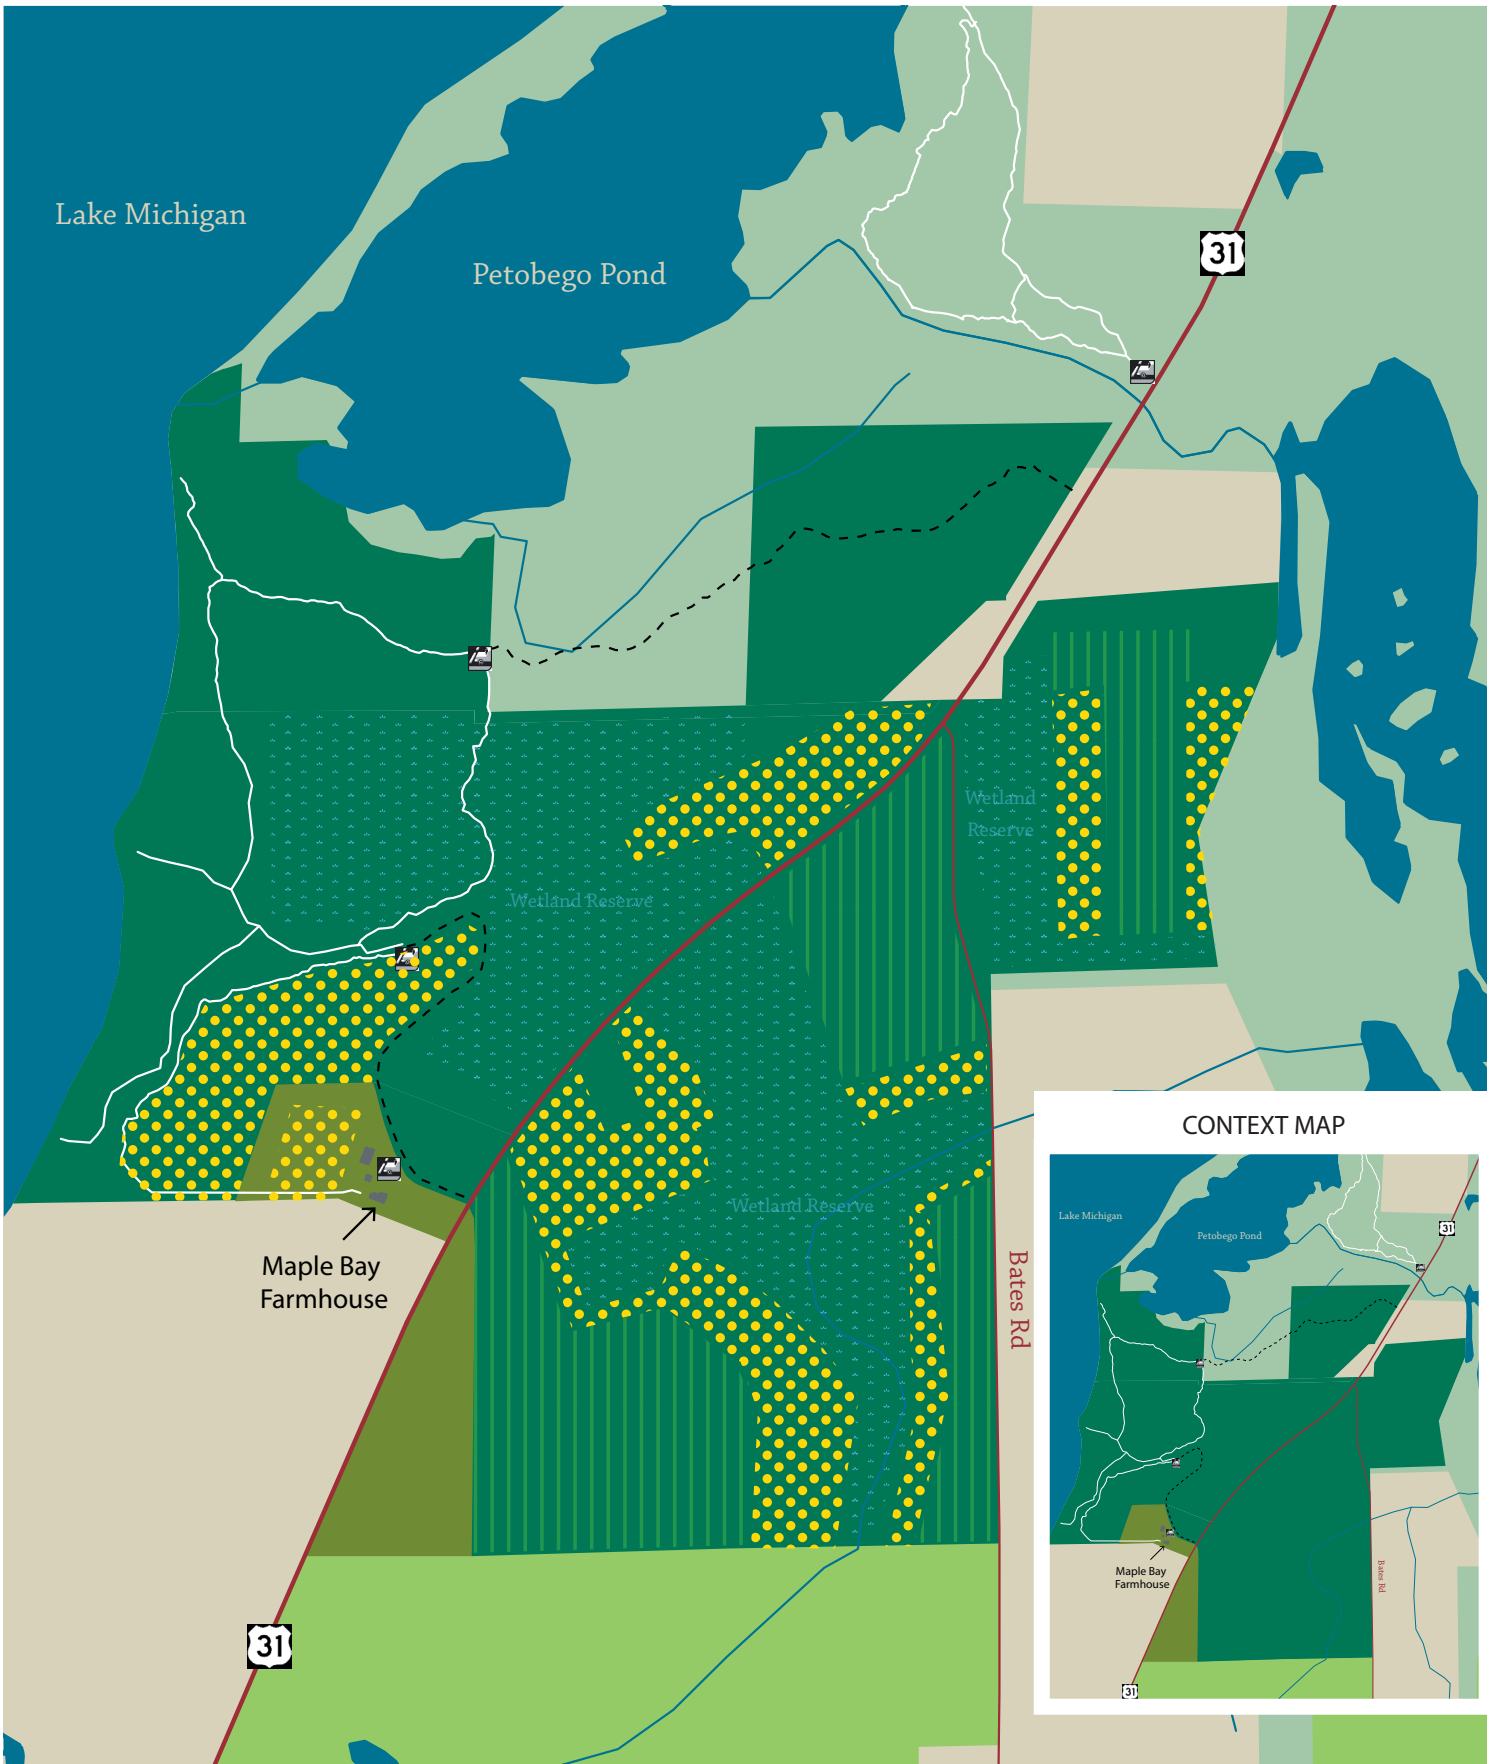 Lake Michigan
Petobego Pond
31
Wetland
Reserve
Wetland Reserve
Wetland Reserve
Maple Bay
Farmhouse
Bates Rd
31
CONTEXT MAP
Lake Michigan
Petobego Pond
31
Maple Bay
Farmhouse
Bates Rd
31